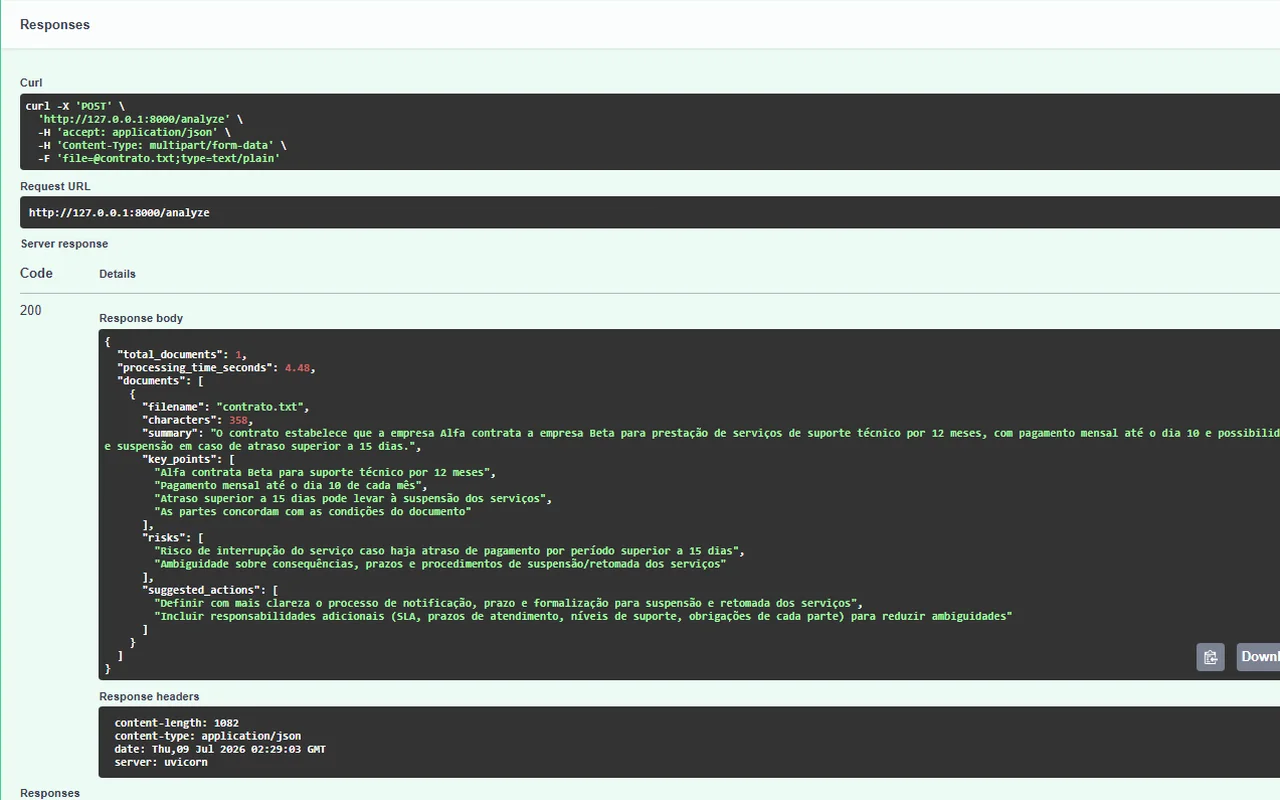 Responses
Curl
curl -X 'POST' \
'http://127.0.0.1:8000/analyze' \
-H 'accept: application/json' \
-H 'Content-Type: multipart/form-data' \
-F 'file=@contrato.txt;type=text/plain'
Request URL
http://127.0.0.1:8000/analyze
Server response
Code Details
200
Response body
{
"total_documents": 1,
"processing_time_seconds": 4.48,
"documents": [
{
"filename": "contrato.txt",
"characters": 358,
"summary": "O contrato estabelece que a empresa Alfa contrata a empresa Beta para prestação de serviços de suporte técnico por 12 meses, com pagamento mensal até o dia 10 e possibilid
e suspensão em caso de atraso superior a 15 dias.",
"key_points": [
"Alfa contrata Beta para suporte técnico por 12 meses",
"Pagamento mensal até o dia 10 de cada mês",
"Atraso superior a 15 dias pode levar à suspensão dos serviços",
"As partes concordam com as condições do documento"
],
"risks": [
"Risco de interrupção do serviço caso haja atraso de pagamento por período superior a 15 dias",
"Ambiguidade sobre consequências, prazos e procedimentos de suspensão/retomada dos serviços"
],
"suggested_actions": [
"Definir com mais clareza o processo de notificação, prazo e formalização para suspensão e retomada dos serviços",
"Incluir responsabilidades adicionais (SLA, prazos de atendimento, níveis de suporte, obrigações de cada parte) para reduzir ambiguidades"
]
}
]
}
Downl
Response headers
content-length: 1082
content-type: application/json
date: Thu,09 Jul 2026 02:29:03 GMT
server: uvicorn
Responses